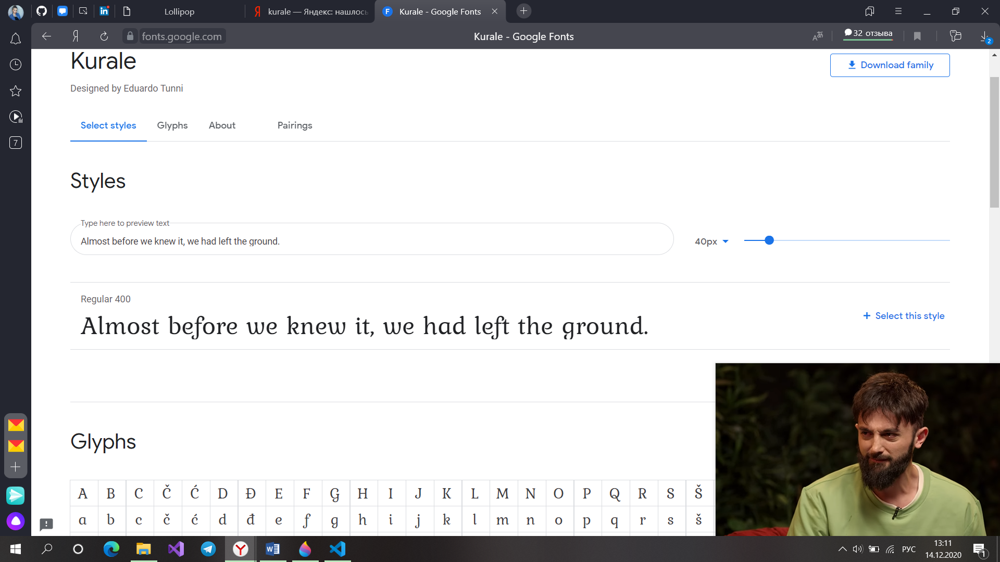 Lollipop
kurale — Яндекс: нашлось
Kurale - Google Fonts
fonts.google.com
Kurale - Google Fonts
32 отзыва
2
7
Kurale
Download family
Designed by Eduardo Tunni
Select styles Glyphs About Pairings
Styles
Type here to preview text
Almost before we knew it, we had left the ground.
40px
Regular 400
Almost before we knew it, we had left the ground.
+ Select this style
Glyphs
A B C Č Ć D Đ E F G H I J K L M N O P Q R S Š
a b c č ć d đ e f g h i j k l m n o p q r s š
РУС
13:11
14.12.2020
1